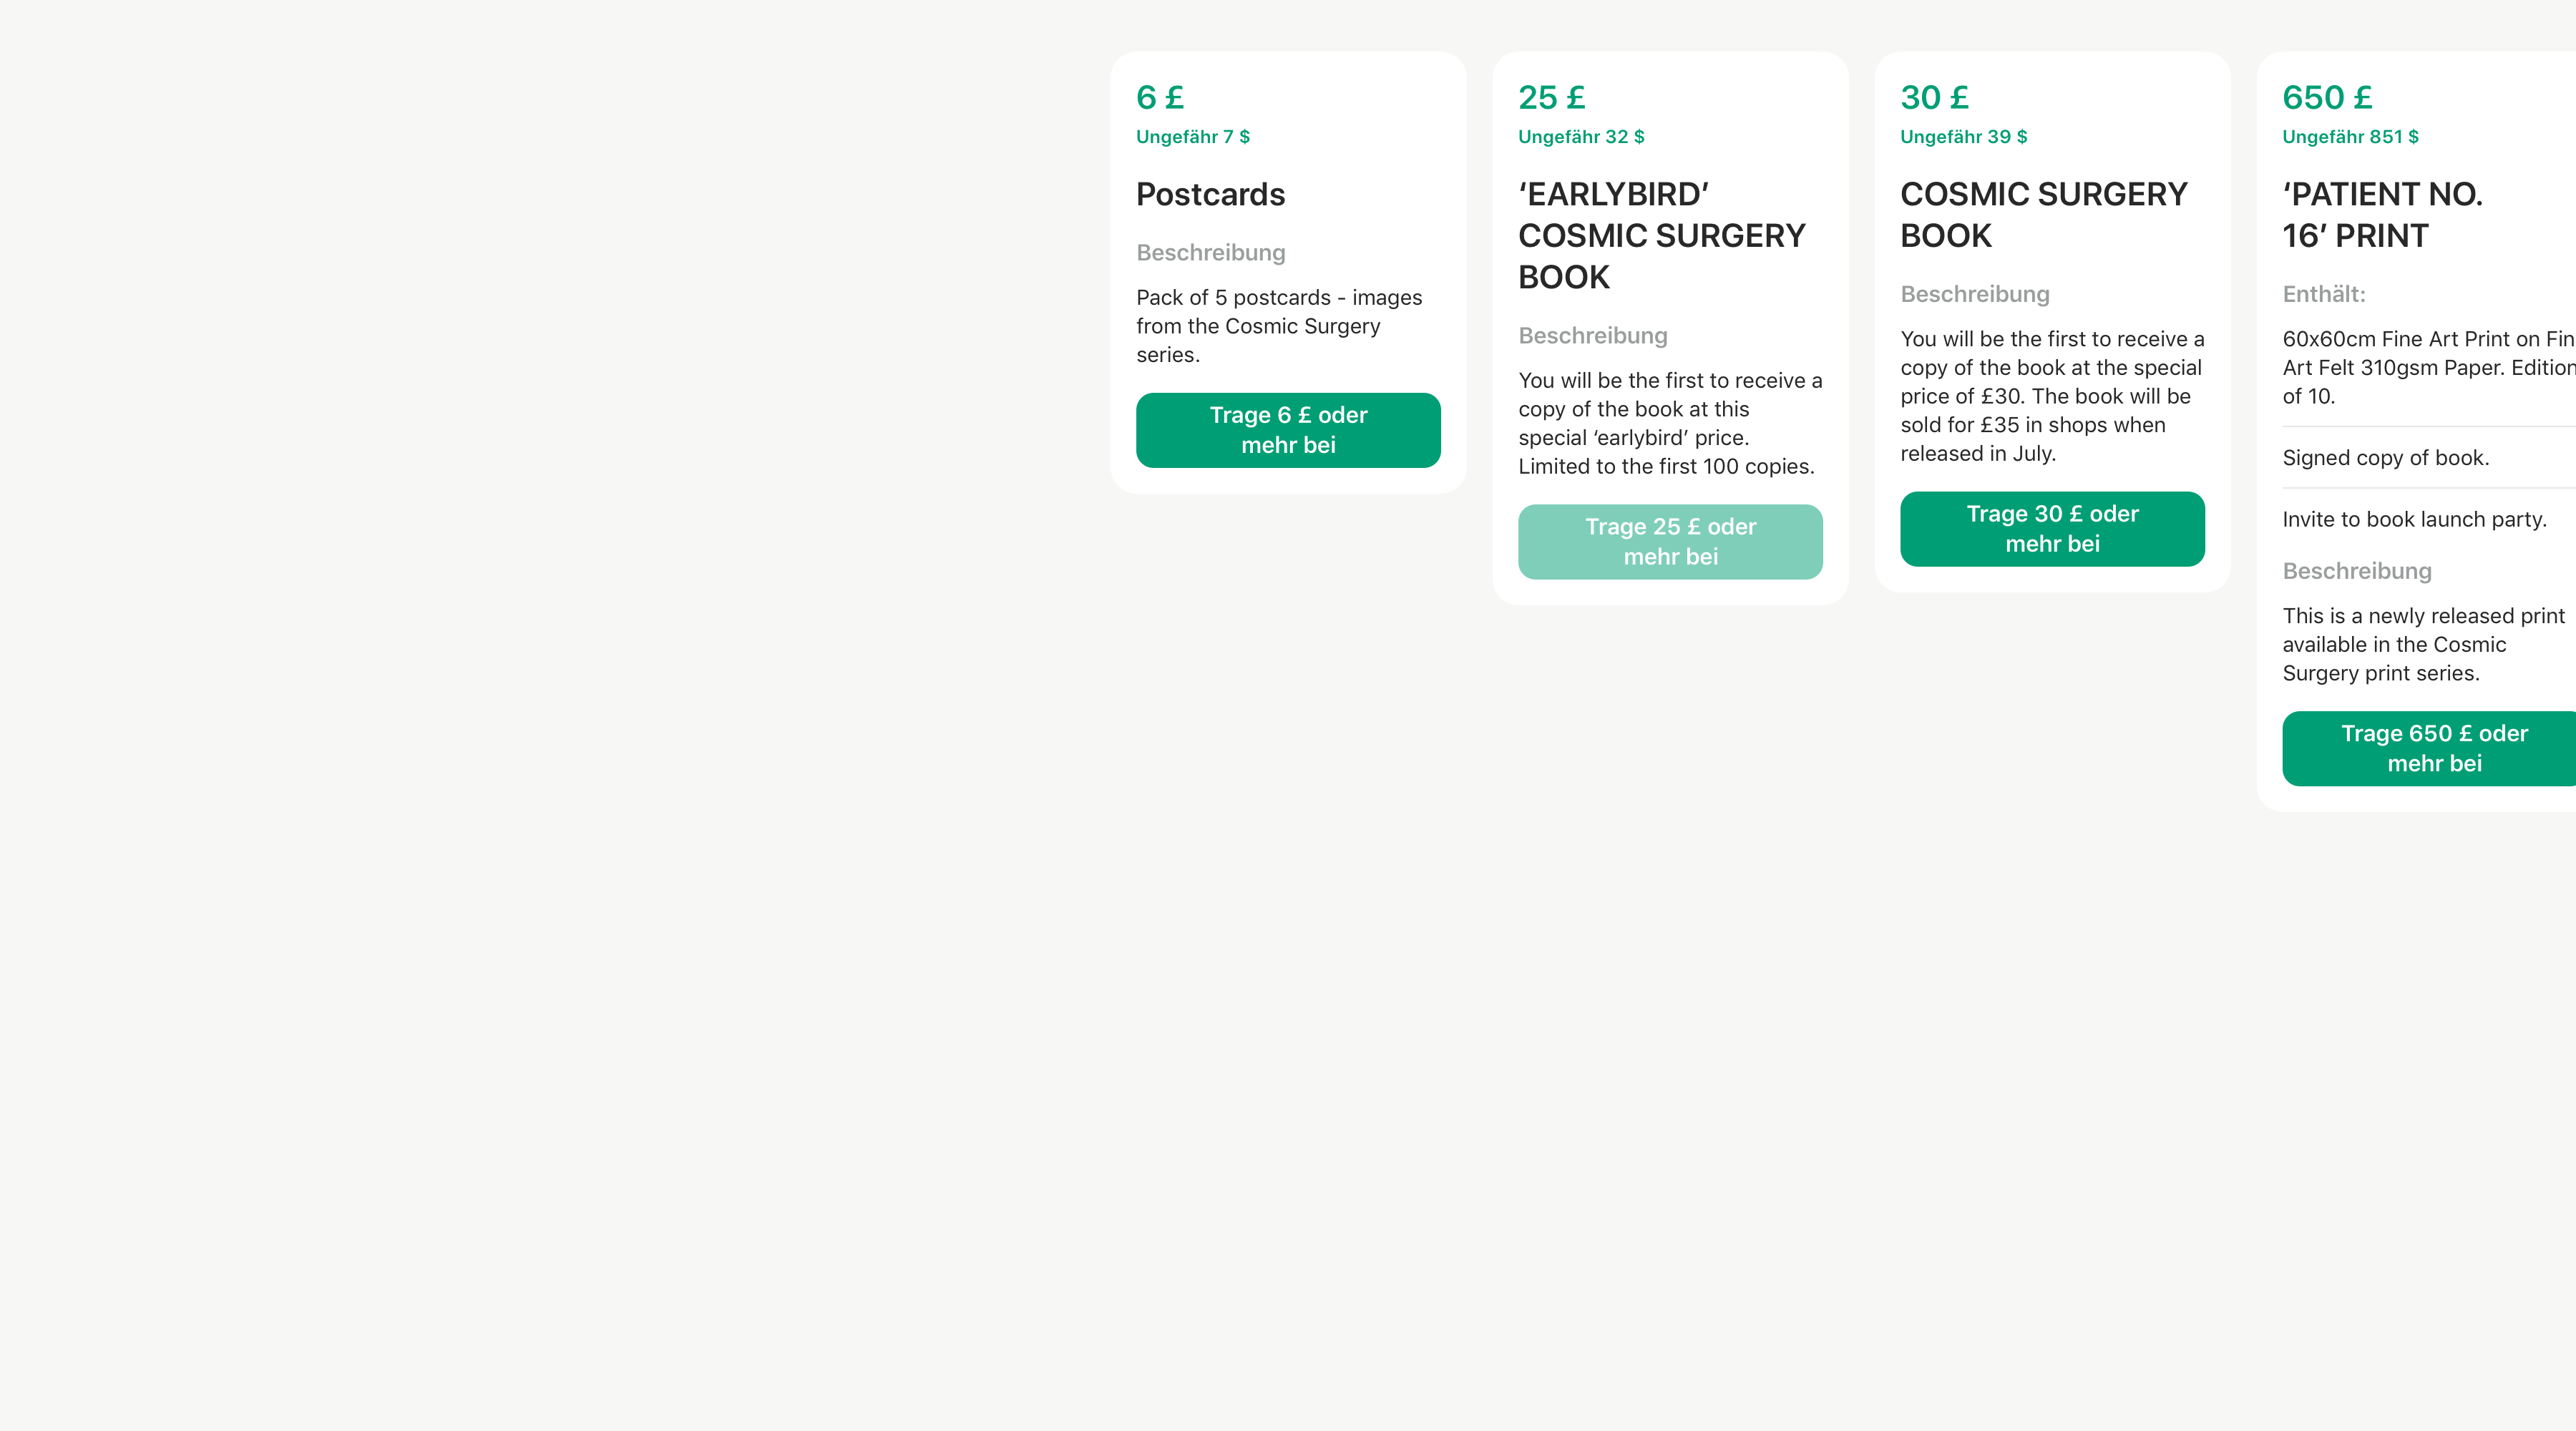 6 £
Ungefähr 7 $
Postcards
Beschreibung
Pack of 5 postcards - images
from the Cosmic Surgery
series.
Trage 6 £ oder
mehr bei
25 £
Ungefähr 32 $
‘EARLYBIRD’
COSMIC SURGERY
BOOK
Beschreibung
You will be the first to receive a
copy of the book at this
special ‘earlybird’ price.
Limited to the first 100 copies.
Trage 25 £ oder
mehr bei
30 £
Ungefähr 39 $
COSMIC SURGERY
BOOK
Beschreibung
You will be the first to receive a
copy of the book at the special
price of £30. The book will be
sold for £35 in shops when
released in July.
Trage 30 £ oder
mehr bei
650 £
Ungefähr 851 $
‘PATIENT NO.
16’ PRINT
Enthält:
60x60cm Fine Art Print on Fin
Art Felt 310gsm Paper. Edition
of 10.
Signed copy of book.
Invite to book launch party.
Beschreibung
This is a newly released print
available in the Cosmic
Surgery print series.
Trage 650 £ oder
mehr bei